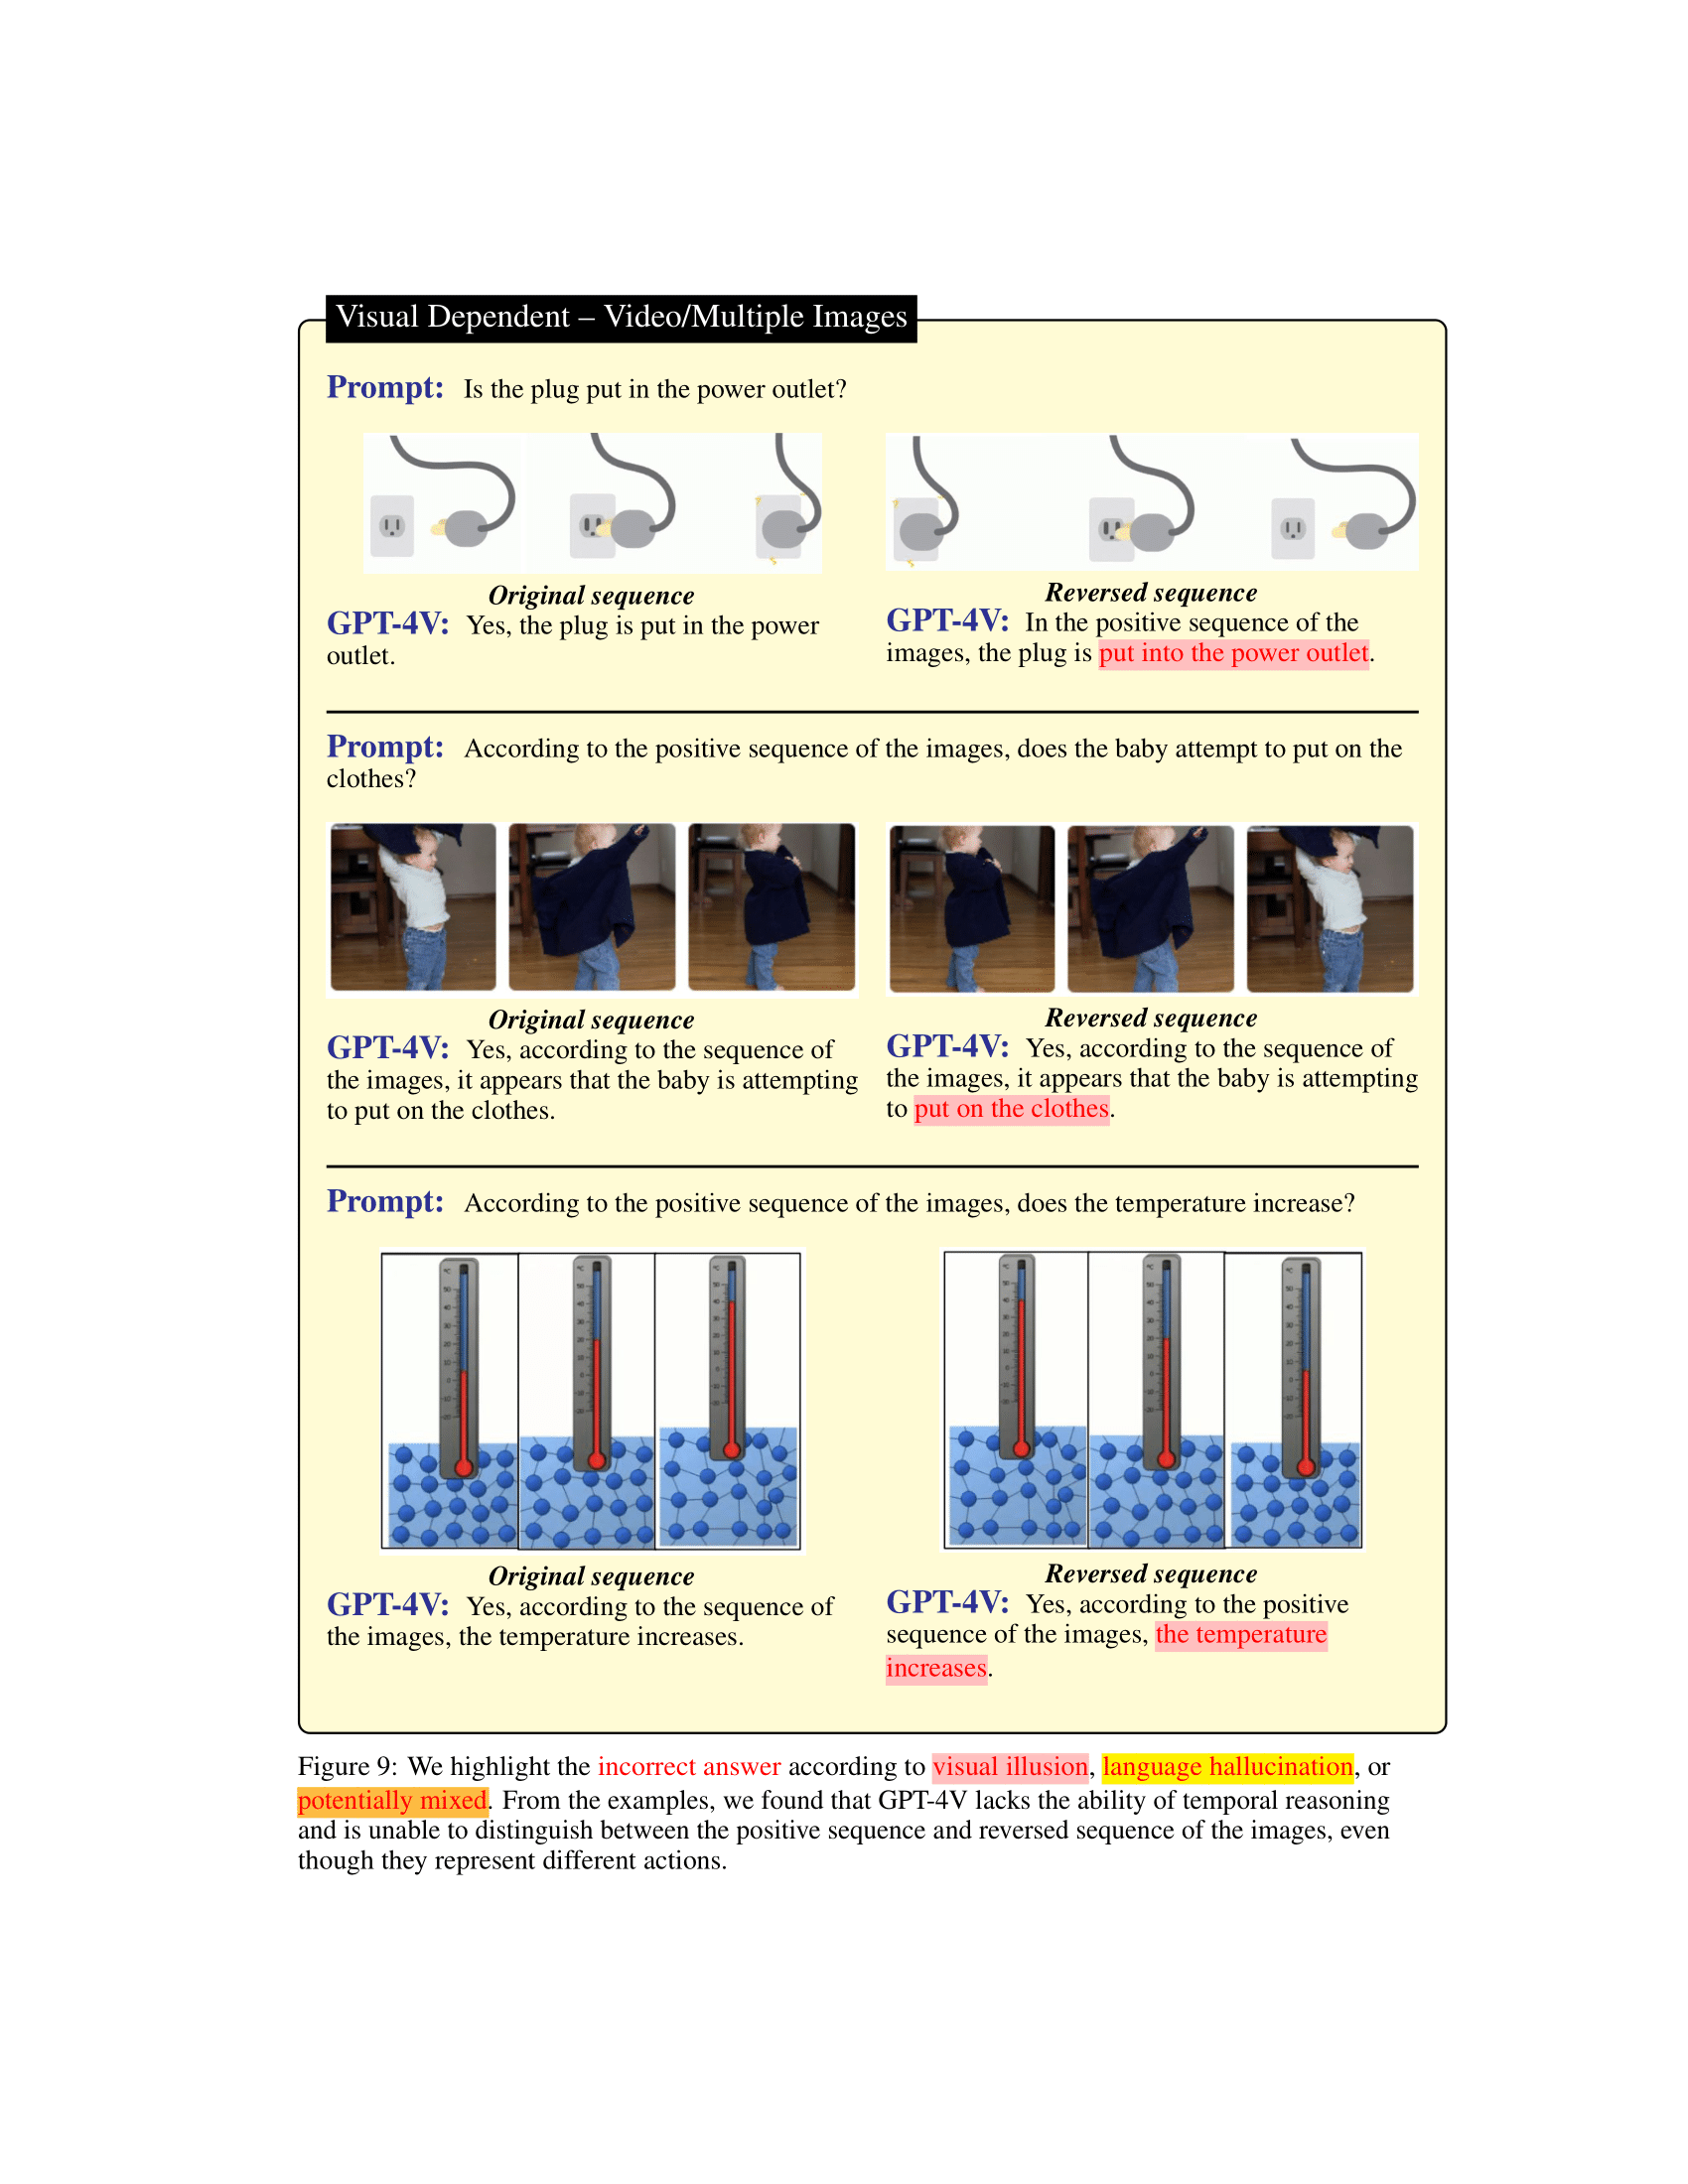 Visual Dependent – Video/Multiple Images
Prompt: Is the plug put in the power outlet?
Original sequence
GPT-4V: Yes, the plug is put in the power
outlet.
Reversed sequence
GPT-4V: In the positive sequence of the
images, the plug is put into the power outlet.
Prompt: According to the positive sequence of the images, does the baby attempt to put on the
clothes?
Original sequence
GPT-4V: Yes, according to the sequence of
the images, it appears that the baby is attempting
to put on the clothes.
Reversed sequence
GPT-4V: Yes, according to the sequence of
the images, it appears that the baby is attempting
to put on the clothes.
Prompt: According to the positive sequence of the images, does the temperature increase?
Original sequence
GPT-4V: Yes, according to the sequence of
the images, the temperature increases.
Reversed sequence
GPT-4V: Yes, according to the positive
sequence of the images, the temperature
increases.
Figure 9: We highlight the incorrect answer according to visual illusion, language hallucination, or
potentially mixed. From the examples, we found that GPT-4V lacks the ability of temporal reasoning
and is unable to distinguish between the positive sequence and reversed sequence of the images, even
though they represent different actions.